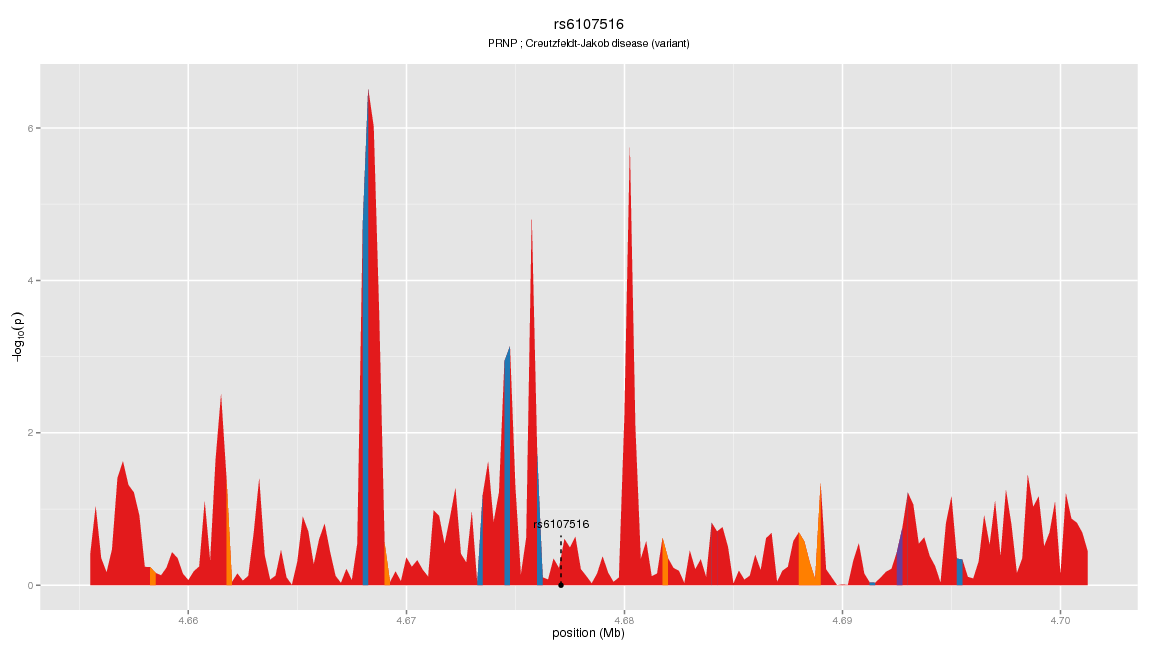 rs6107516
PRNP ; Creutzfeldt-Jakob disease (variant)
6
4
2
0
−log10(p)
rs6107516
4.66 4.67 4.68 4.69 4.70
position (Mb)